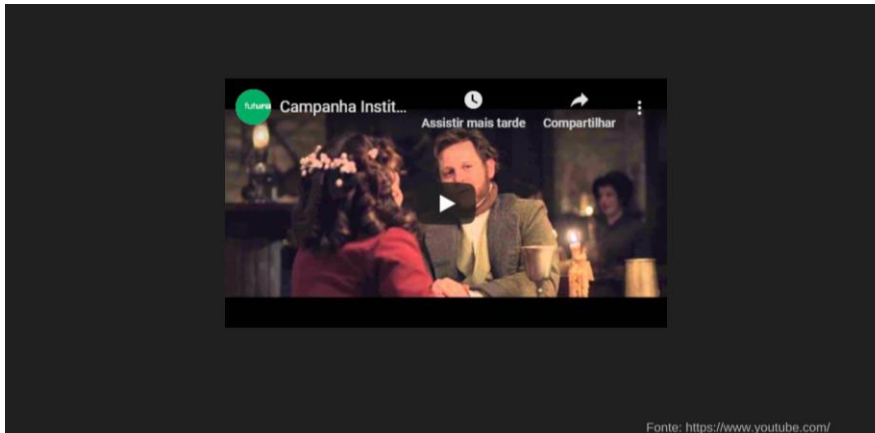 futura
Campanha Instit...
Assistir mais tarde
Compartilhar
Fonte: https://www.youtube.com/